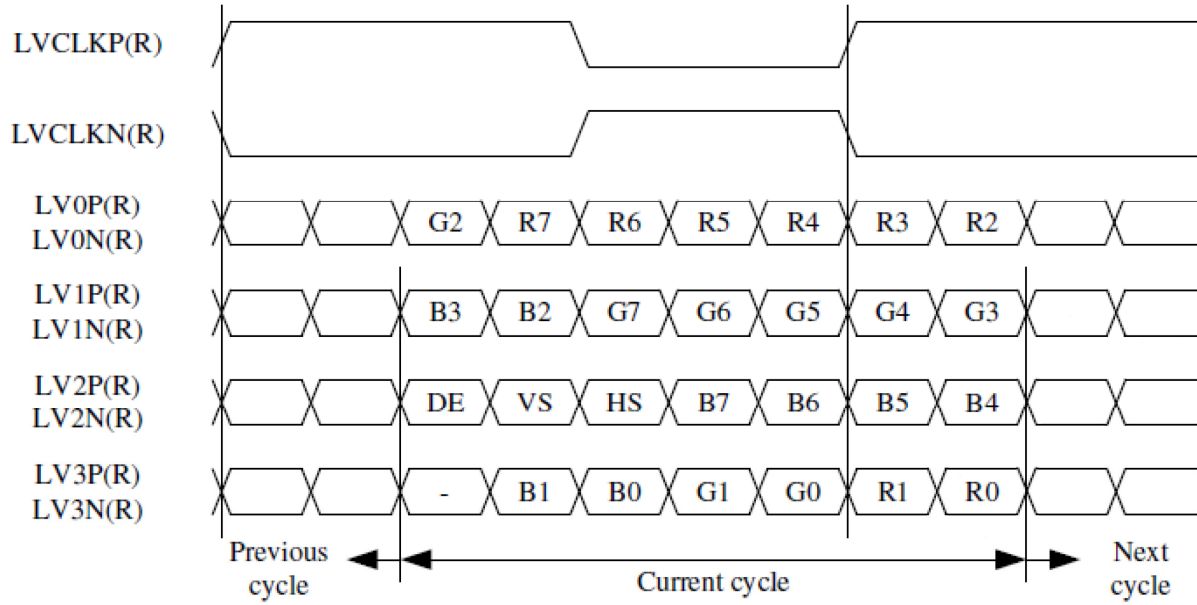 LVCLKP(R)
LVCLKN(R)
LV0P(R)
LV0N(R)
G2 R7 R6 R5 R4 R3 R2
LV1P(R)
LV1N(R)
B3 B2 G7 G6 G5 G4 G3
LV2P(R)
LV2N(R)
DE VS HS B7 B6 B5 B4
LV3P(R)
LV3N(R)
- B1 B0 G1 G0 R1 R0
Previous
cycle
Current cycle
Next
cycle